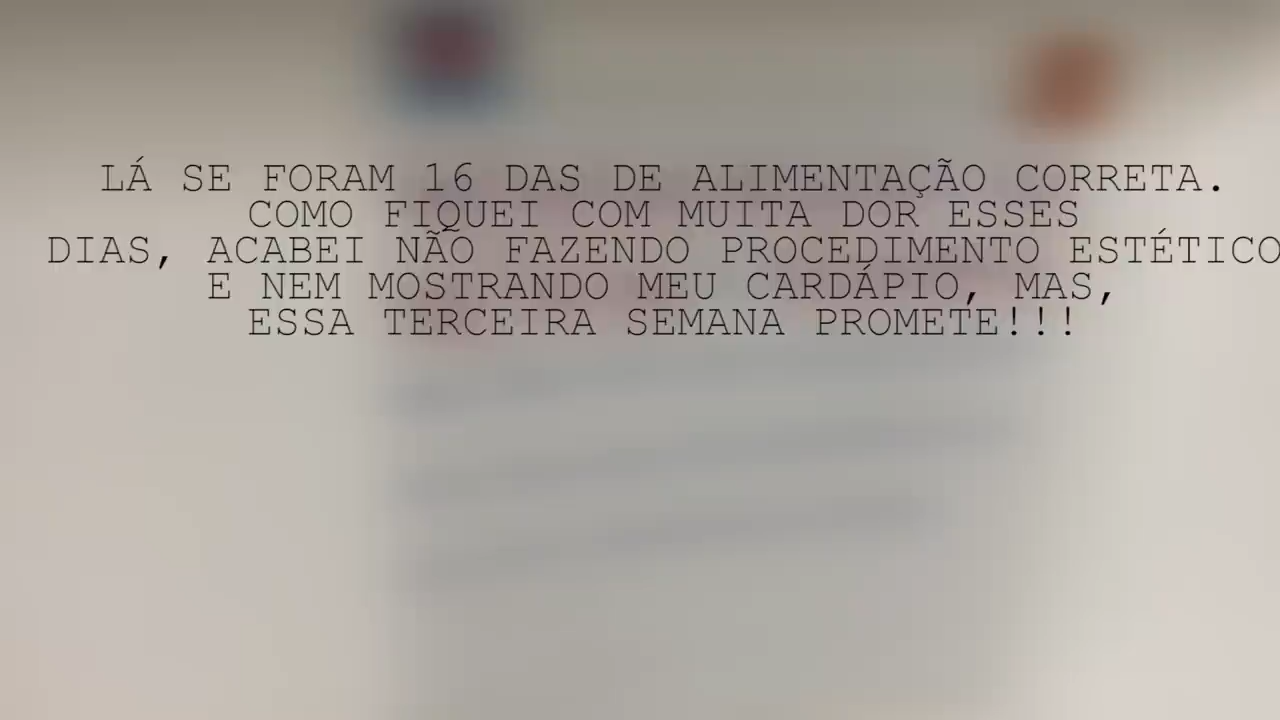 LÁ SE FORAM 16 DAS DE ALIMENTAÇÃO CORRETA.
COMO FIQUEI COM MUITA DOR ESSES
DIAS, ACABEI NÃO FAZENDO PROCEDIMENTO ESTÉTICO
E NEM MOSTRANDO MEU CARDÁPIO, MAS,
ESSA TERCEIRA SEMANA PROMETE!!!